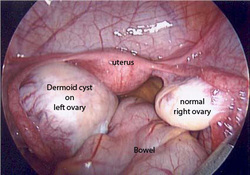 uterus
Dermoid cyst
on
left ovary
normal
right ovary
Bowel